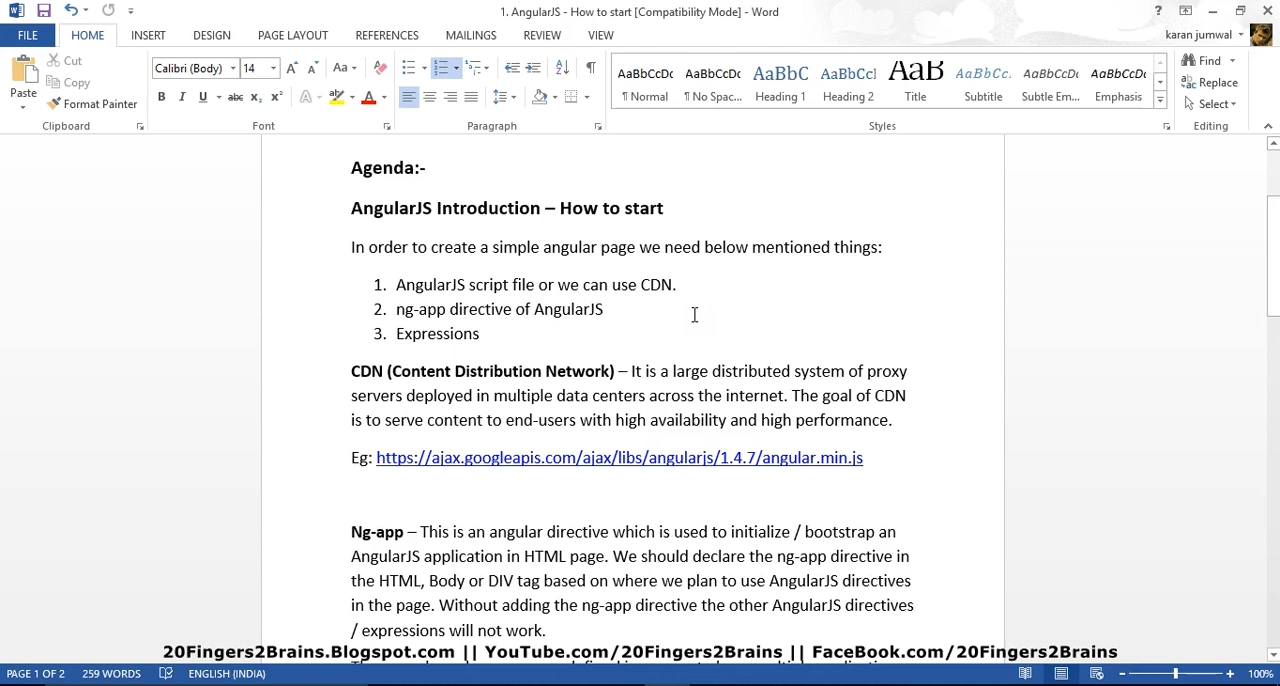 1. AngularJS - How to start [Compatibility Mode] - Word
FILE HOME INSERT DESIGN PAGE LAYOUT REFERENCES MAILINGS REVIEW VIEW karan jumwal
Cut
Copy
Format Painter
Paste
Clipboard
Calibri (Body) 14
Font
Paragraph
AaBbCcDc AaBbCcDc AaBbC AaBbCc AaB AaBbCcD AaBbCcDc AaBbCcDc
¶ Normal ¶ No Spac... Heading 1 Heading 2 Title Subtitle Subtle Em... Emphasis
Styles
Find
Replace
Select
Editing
Agenda:-
AngularJS Introduction – How to start
In order to create a simple angular page we need below mentioned things:
1. AngularJS script file or we can use CDN.
2. ng-app directive of AngularJS
3. Expressions
CDN (Content Distribution Network) – It is a large distributed system of proxy
servers deployed in multiple data centers across the internet. The goal of CDN
is to serve content to end-users with high availability and high performance.
Eg: https://ajax.googleapis.com/ajax/libs/angularjs/1.4.7/angular.min.js
Ng-app – This is an angular directive which is used to initialize / bootstrap an
AngularJS application in HTML page. We should declare the ng-app directive in
the HTML, Body or DIV tag based on where we plan to use AngularJS directives
in the page. Without adding the ng-app directive the other AngularJS directives
/ expressions will not work.
20Fingers2Brains.Blogspot.com || YouTube.com/20Fingers2Brains || FaceBook.com/20Fingers2Brains
PAGE 1 OF 2 259 WORDS ENGLISH (INDIA) 100%